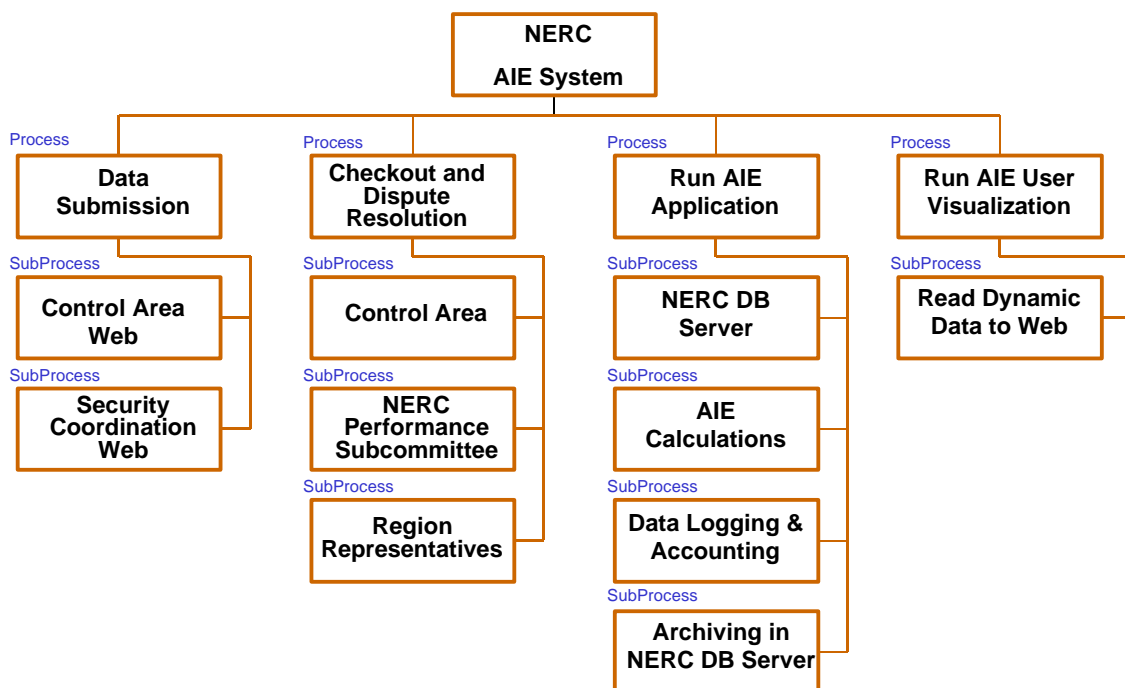 NERC
AIE System
Process
Data
Submission
SubProcess
Control Area
Web
SubProcess
Security
Coordination
Web
Process
Checkout and
Dispute
Resolution
SubProcess
Control Area
SubProcess
NERC
Performance
Subcommittee
SubProcess
Region
Representatives
Process
Run AIE
Application
SubProcess
NERC DB
Server
SubProcess
AIE
Calculations
SubProcess
Data Logging &
Accounting
SubProcess
Archiving in
NERC DB Server
Process
Run AIE User
Visualization
SubProcess
Read Dynamic
Data to Web